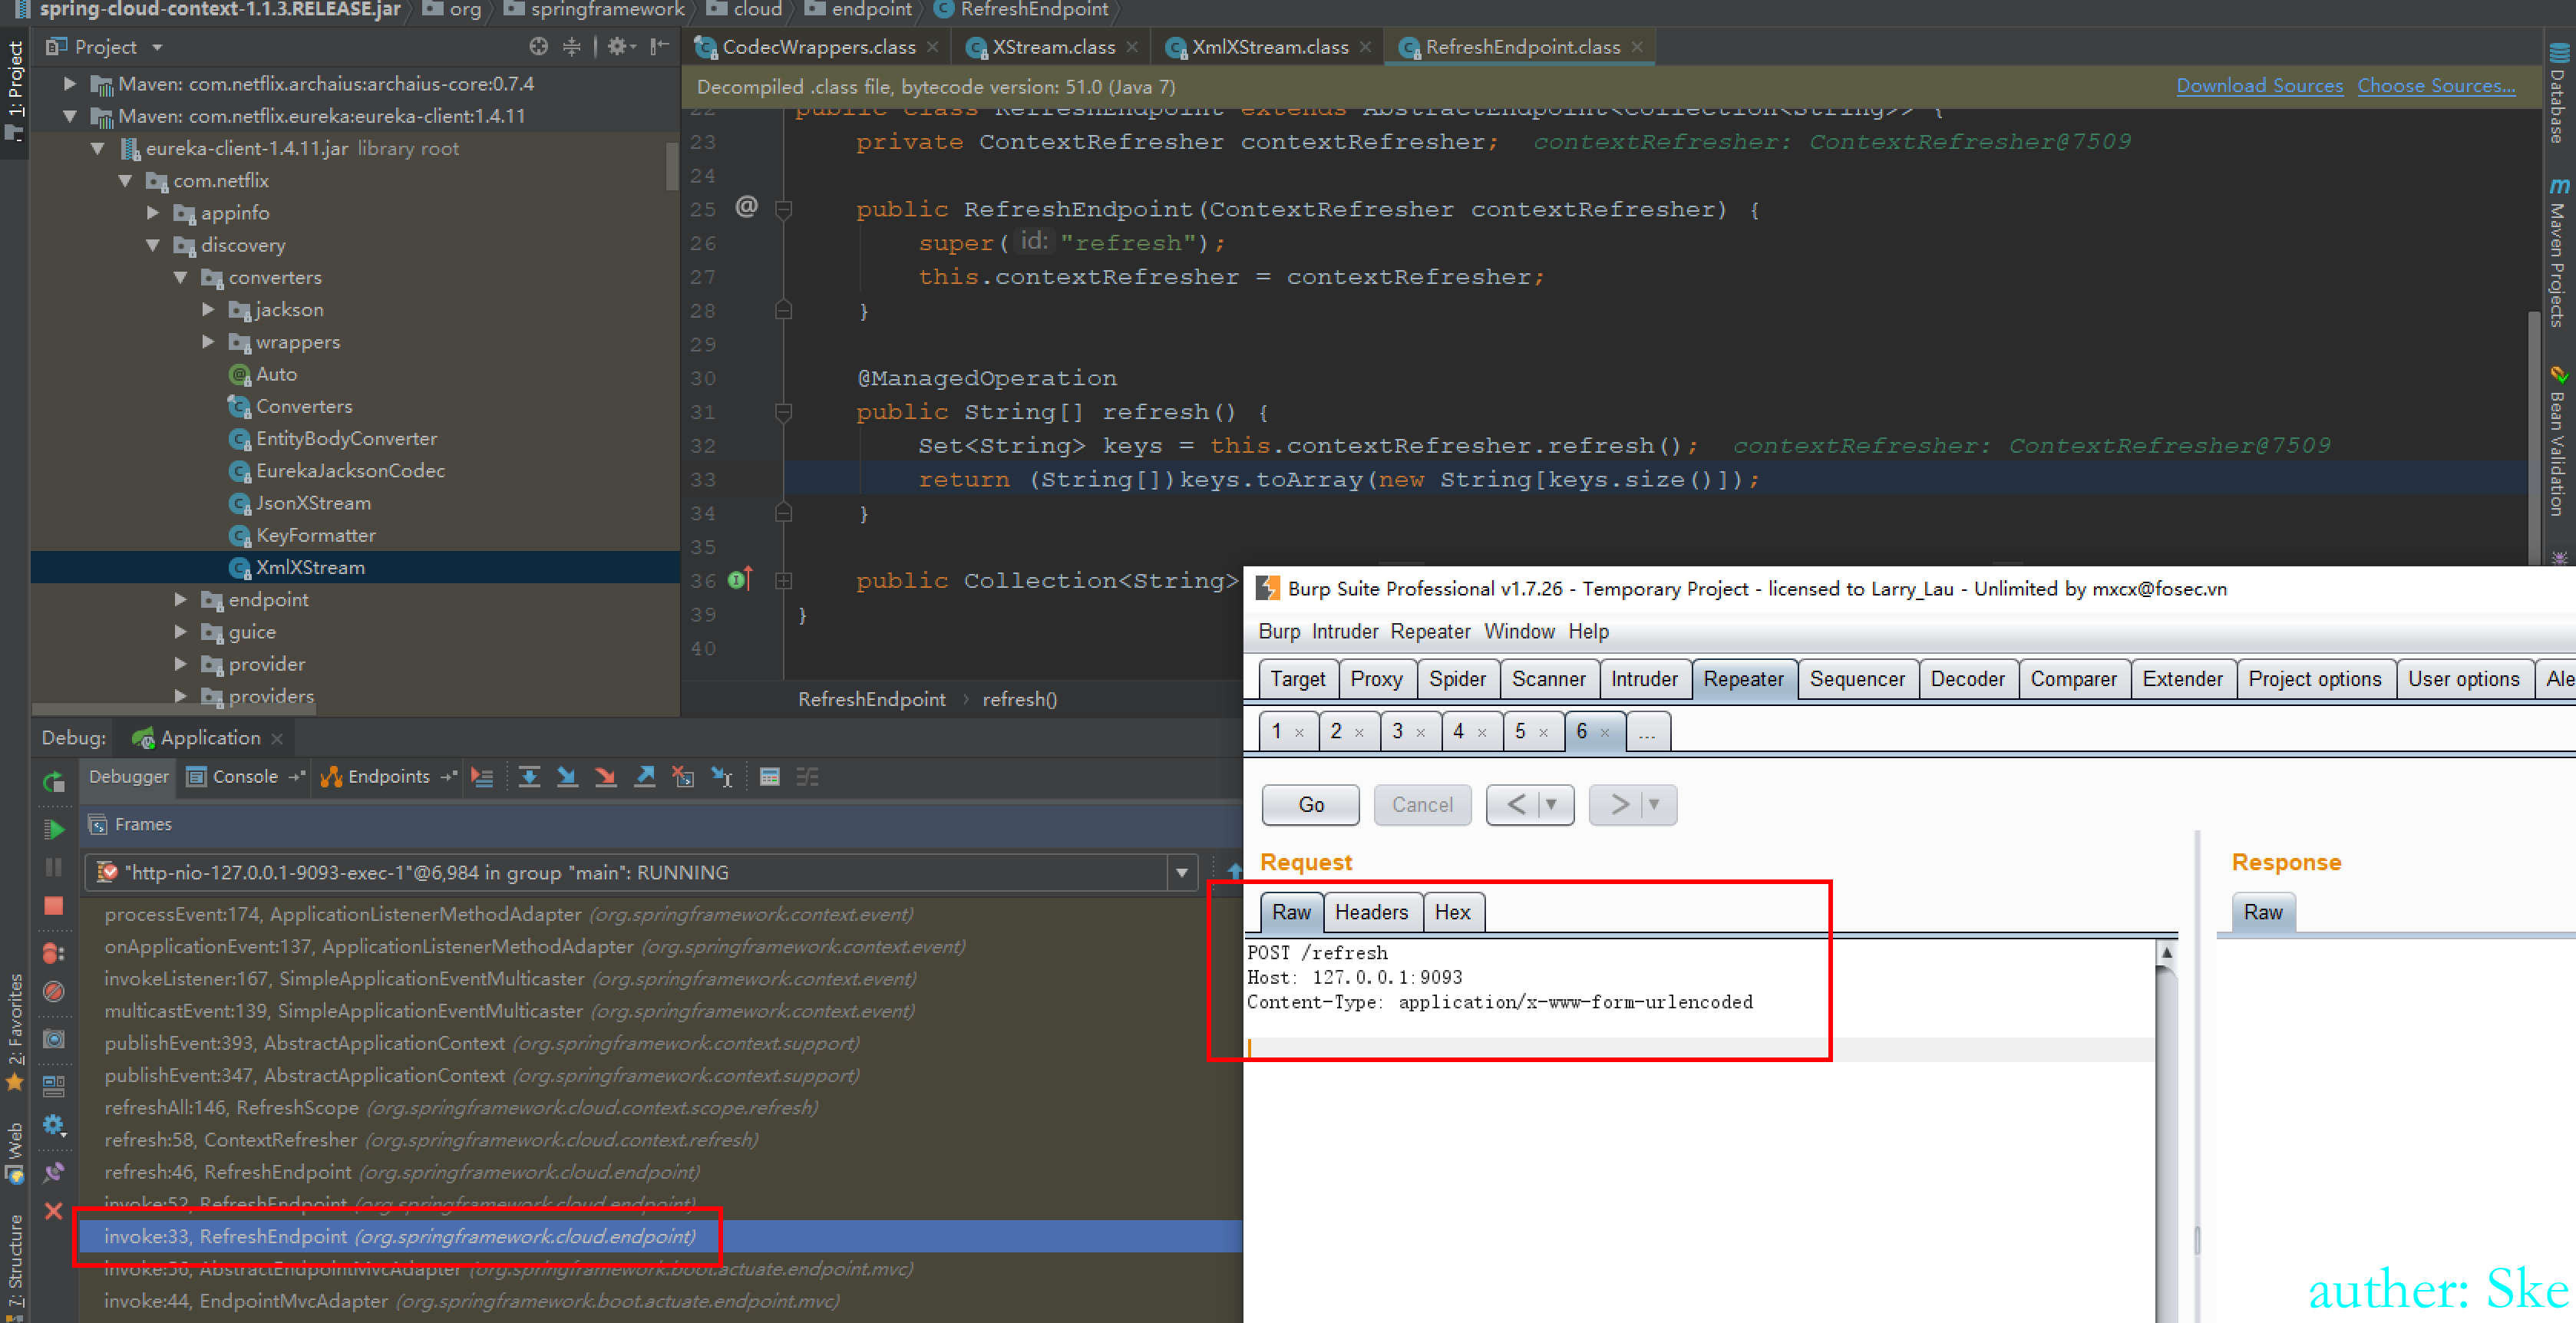 spring-cloud-context-1.1.3.RELEASE.jar org springframework cloud endpoint RefreshEndpoint
Project
CodecWrappers.class XStream.class XmlXStream.class RefreshEndpoint.class
Maven: com.netflix.archaius:archaius-core:0.7.4
Maven: com.netflix.eureka:eureka-client:1.4.11
eureka-client-1.4.11.jar library root
com.netflix
appinfo
discovery
converters
jackson
wrappers
Auto
Converters
EntityBodyConverter
EurekaJacksonCodec
JsonXStream
KeyFormatter
XmlXStream
endpoint
guice
provider
providers
Decompiled .class file, bytecode version: 51.0 (Java 7)
Download Sources Choose Sources...
22 public class RefreshEndpoint extends AbstractEndpoint<Collection<String>> {
23 private ContextRefresher contextRefresher; contextRefresher: ContextRefresher@7509
24
25 @ public RefreshEndpoint(ContextRefresher contextRefresher) {
26 super( id: "refresh");
27 this.contextRefresher = contextRefresher;
28 }
29
30 @ManagedOperation
31 public String[] refresh() {
32 Set<String> keys = this.contextRefresher.refresh(); contextRefresher: ContextRefresher@7509
33 return (String[])keys.toArray(new String[keys.size()]);
34 }
35
36 public Collection<String>
39 }
40
RefreshEndpoint refresh()
1: Project
2: Favorites
Web
7: Structure
Database
Maven Projects
Bean Validation
Debug: Application
Debugger Console Endpoints
Frames
"http-nio-127.0.0.1-9093-exec-1"@6,984 in group "main": RUNNING
processEvent:174, ApplicationListenerMethodAdapter (org.springframework.context.event)
onApplicationEvent:137, ApplicationListenerMethodAdapter (org.springframework.context.event)
invokeListener:167, SimpleApplicationEventMulticaster (org.springframework.context.event)
multicastEvent:139, SimpleApplicationEventMulticaster (org.springframework.context.event)
publishEvent:393, AbstractApplicationContext (org.springframework.context.support)
publishEvent:347, AbstractApplicationContext (org.springframework.context.support)
refreshAll:146, RefreshScope (org.springframework.cloud.context.scope.refresh)
refresh:58, ContextRefresher (org.springframework.cloud.context.refresh)
refresh:46, RefreshEndpoint (org.springframework.cloud.endpoint)
invoke:52, RefreshEndpoint (org.springframework.cloud.endpoint)
invoke:33, RefreshEndpoint (org.springframework.cloud.endpoint)
invoke:56, AbstractEndpointMvcAdapter (org.springframework.boot.actuate.endpoint.mvc)
invoke:44, EndpointMvcAdapter (org.springframework.boot.actuate.endpoint.mvc)
Burp Suite Professional v1.7.26 - Temporary Project - licensed to Larry_Lau - Unlimited by mxcx@fosec.vn
Burp Intruder Repeater Window Help
Target Proxy Spider Scanner Intruder Repeater Sequencer Decoder Comparer Extender Project options User options Ale
1 2 3 4 5 6 ...
Go Cancel < >
Request
Response
Raw Headers Hex
Raw
POST /refresh
Host: 127.0.0.1:9093
Content-Type: application/x-www-form-urlencoded
auther: Ske